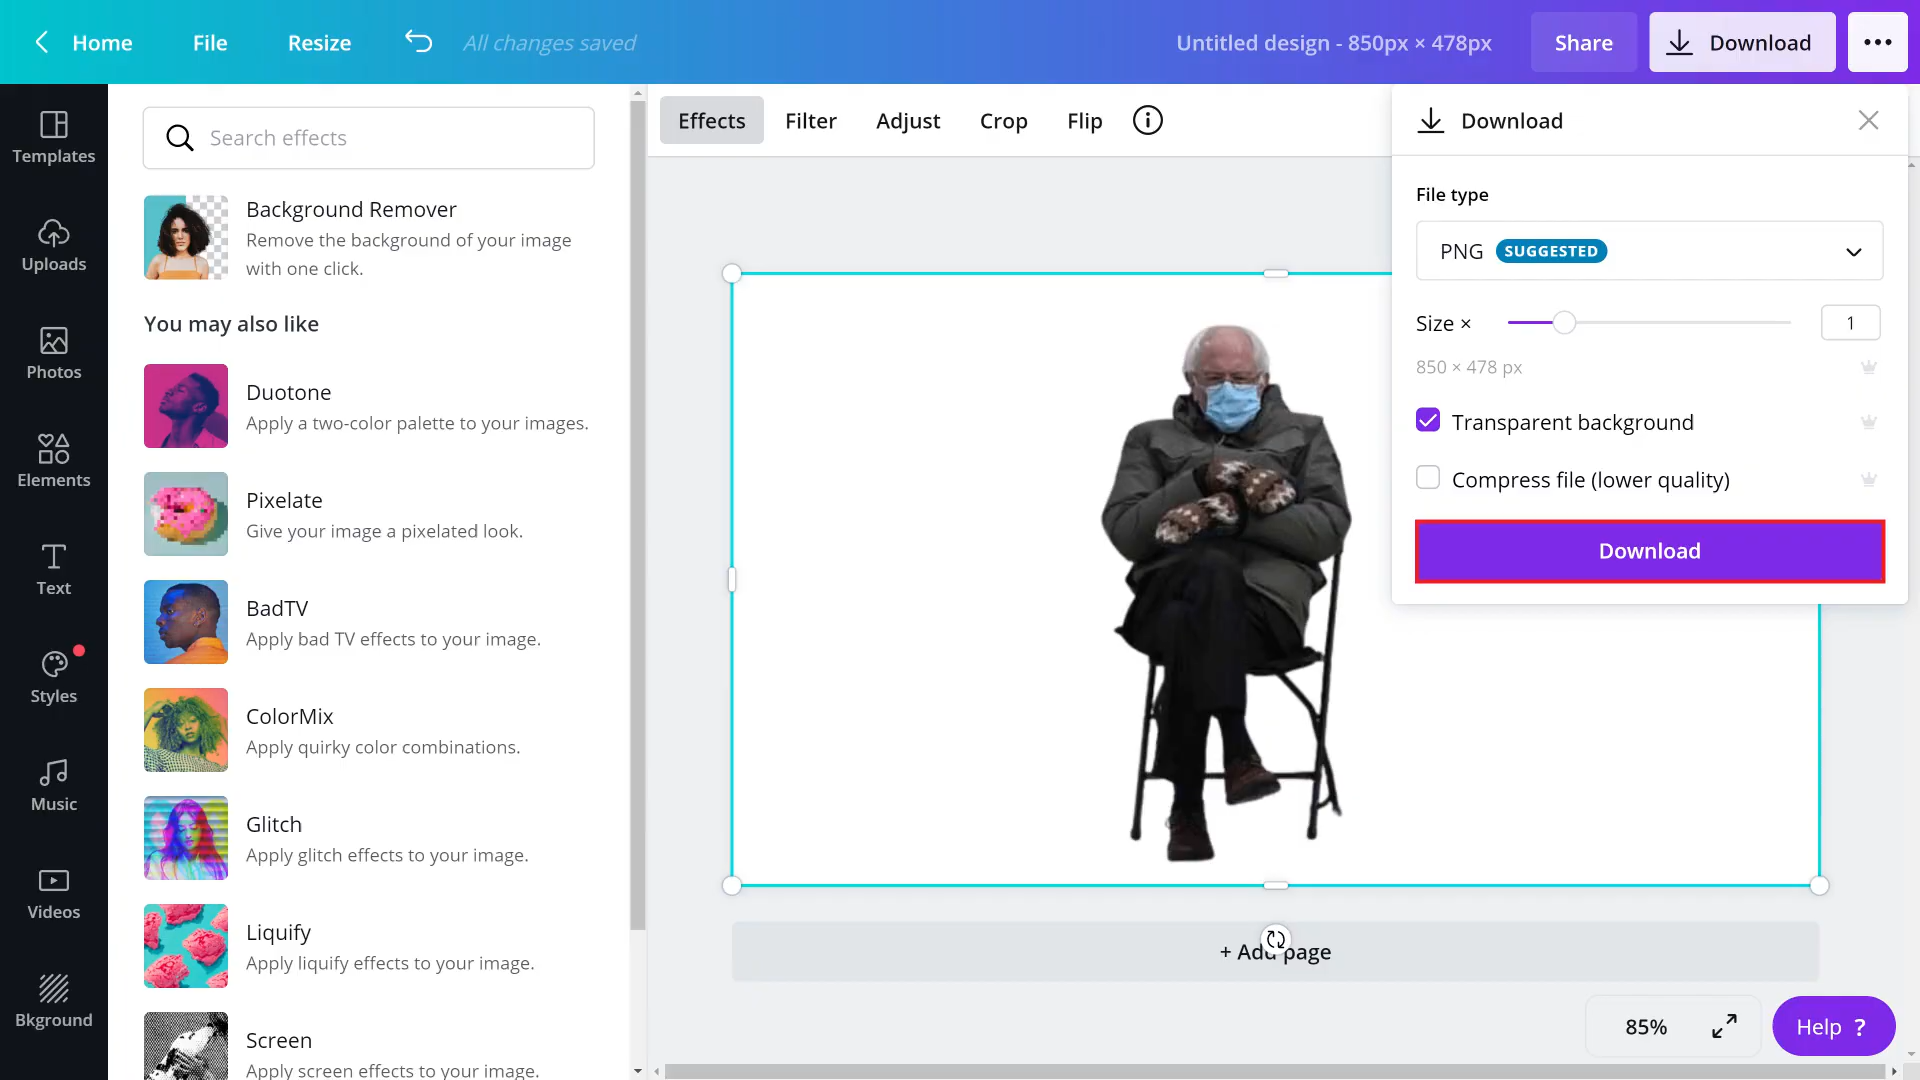 Home File Resize All changes saved Untitled design - 850px × 478px Share Download
Templates
Uploads
Photos
Elements
Text
Styles
Music
Videos
Bkground
Search effects
Background Remover
Remove the background of your image
with one click.
You may also like
Duotone
Apply a two-color palette to your images.
Pixelate
Give your image a pixelated look.
BadTV
Apply bad TV effects to your image.
ColorMix
Apply quirky color combinations.
Glitch
Apply glitch effects to your image.
Liquify
Apply liquify effects to your image.
Screen
Apply screen effects to your image.
Effects Filter Adjust Crop Flip
Download
File type
PNG SUGGESTED
Size × 1
850 × 478 px
Transparent background
Compress file (lower quality)
Download
+ Add page
85% Help ?